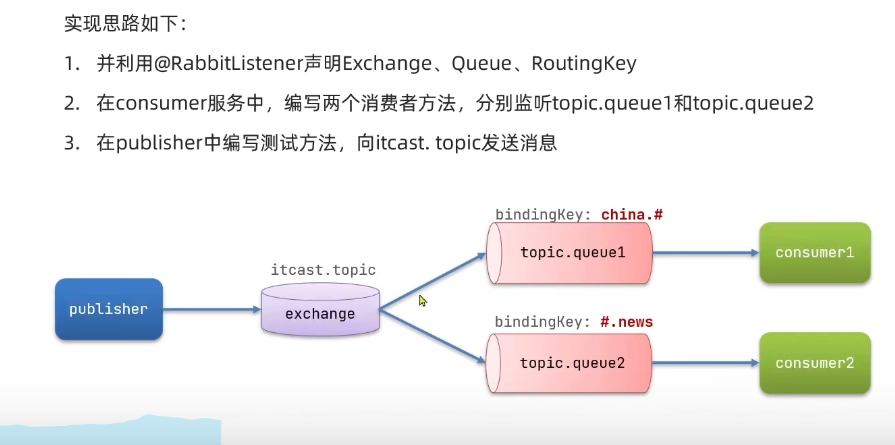 实现思路如下：
1. 并利用@RabbitListener声明Exchange、Queue、RoutingKey
2. 在consumer服务中，编写两个消费者方法，分别监听topic.queue1和topic.queue2
3. 在publisher中编写测试方法，向itcast. topic发送消息
bindingKey: china.#
topic.queue1
consumer1
itcast.topic
publisher
exchange
bindingKey: #.news
topic.queue2
consumer2